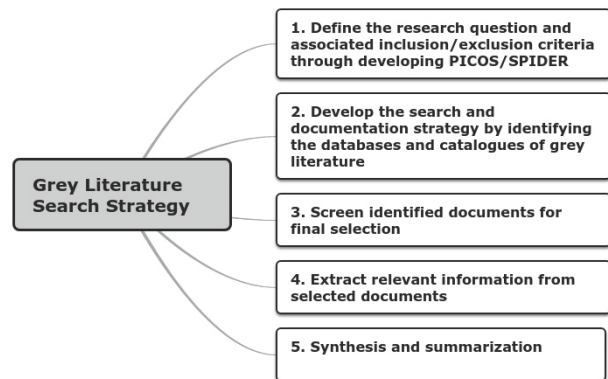 Grey Literature
Search Strategy
1. Define the research question and
associated inclusion/exclusion criteria
through developing PICOS/SPIDER
2. Develop the search and
documentation strategy by identifying
the databases and catalogues of grey
literature
3. Screen identified documents for
final selection
4. Extract relevant information from
selected documents
5. Synthesis and summarization